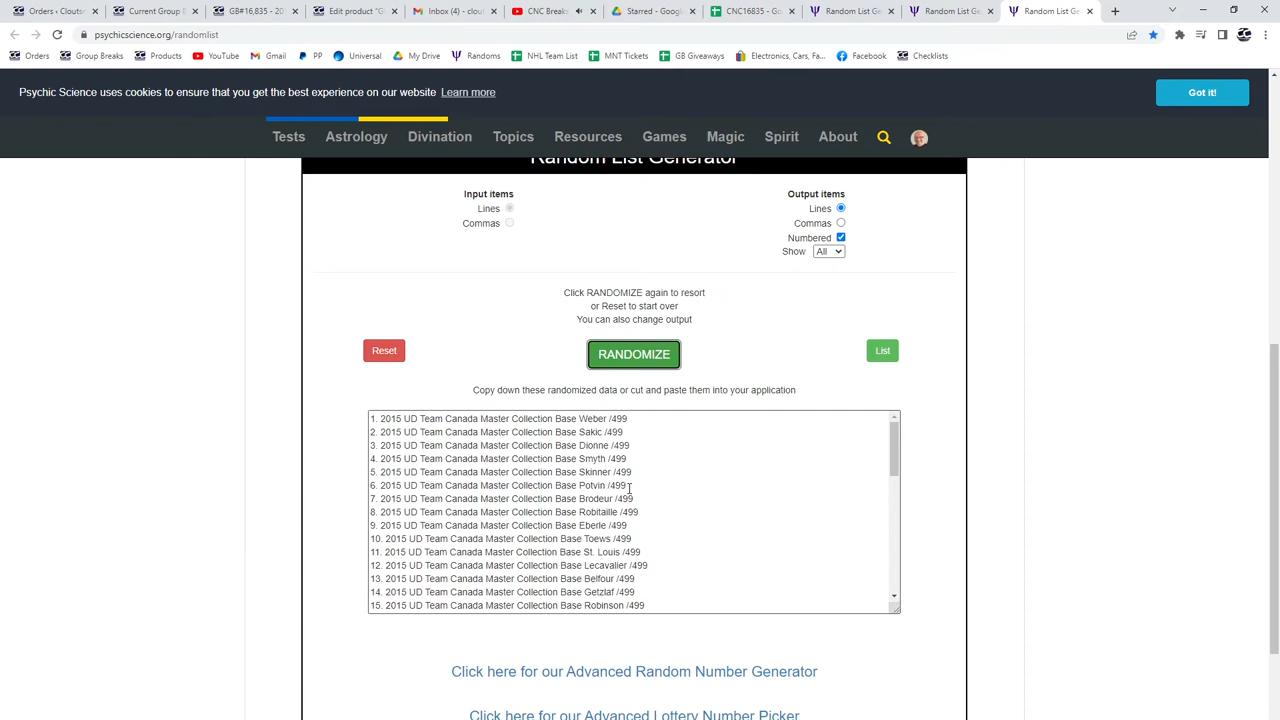 Orders ‹ Cloutsn
Current Group B
GB#16,835 - 201
Edit product "G
Inbox (4) - clout
CNC Breaks
Starred - Google
CNC16835 - Go
Random List Ge
Random List Gen
Random List Ge
psychicscience.org/randomlist
Orders Group Breaks Products YouTube Gmail PP Universal My Drive Randoms NHL Team List MNT Tickets GB Giveaways Electronics, Cars, Fa... Facebook Checklists
Psychic Science uses cookies to ensure that you get the best experience on our website Learn more
Got it!
Tests Astrology Divination Topics Resources Games Magic Spirit About
Random List Generator
Input items
Lines
Commas
Output items
Lines
Commas
Numbered
Show All
Click RANDOMIZE again to resort
or Reset to start over
You can also change output
Reset RANDOMIZE List
Copy down these randomized data or cut and paste them into your application
1. 2015 UD Team Canada Master Collection Base Weber /499
2. 2015 UD Team Canada Master Collection Base Sakic /499
3. 2015 UD Team Canada Master Collection Base Dionne /499
4. 2015 UD Team Canada Master Collection Base Smyth /499
5. 2015 UD Team Canada Master Collection Base Skinner /499
6. 2015 UD Team Canada Master Collection Base Potvin /499
7. 2015 UD Team Canada Master Collection Base Brodeur /499
8. 2015 UD Team Canada Master Collection Base Robitaille /499
9. 2015 UD Team Canada Master Collection Base Eberle /499
10. 2015 UD Team Canada Master Collection Base Toews /499
11. 2015 UD Team Canada Master Collection Base St. Louis /499
12. 2015 UD Team Canada Master Collection Base Lecavalier /499
13. 2015 UD Team Canada Master Collection Base Belfour /499
14. 2015 UD Team Canada Master Collection Base Getzlaf /499
15. 2015 UD Team Canada Master Collection Base Robinson /499
Click here for our Advanced Random Number Generator
Click here for our Advanced Lottery Number Picker